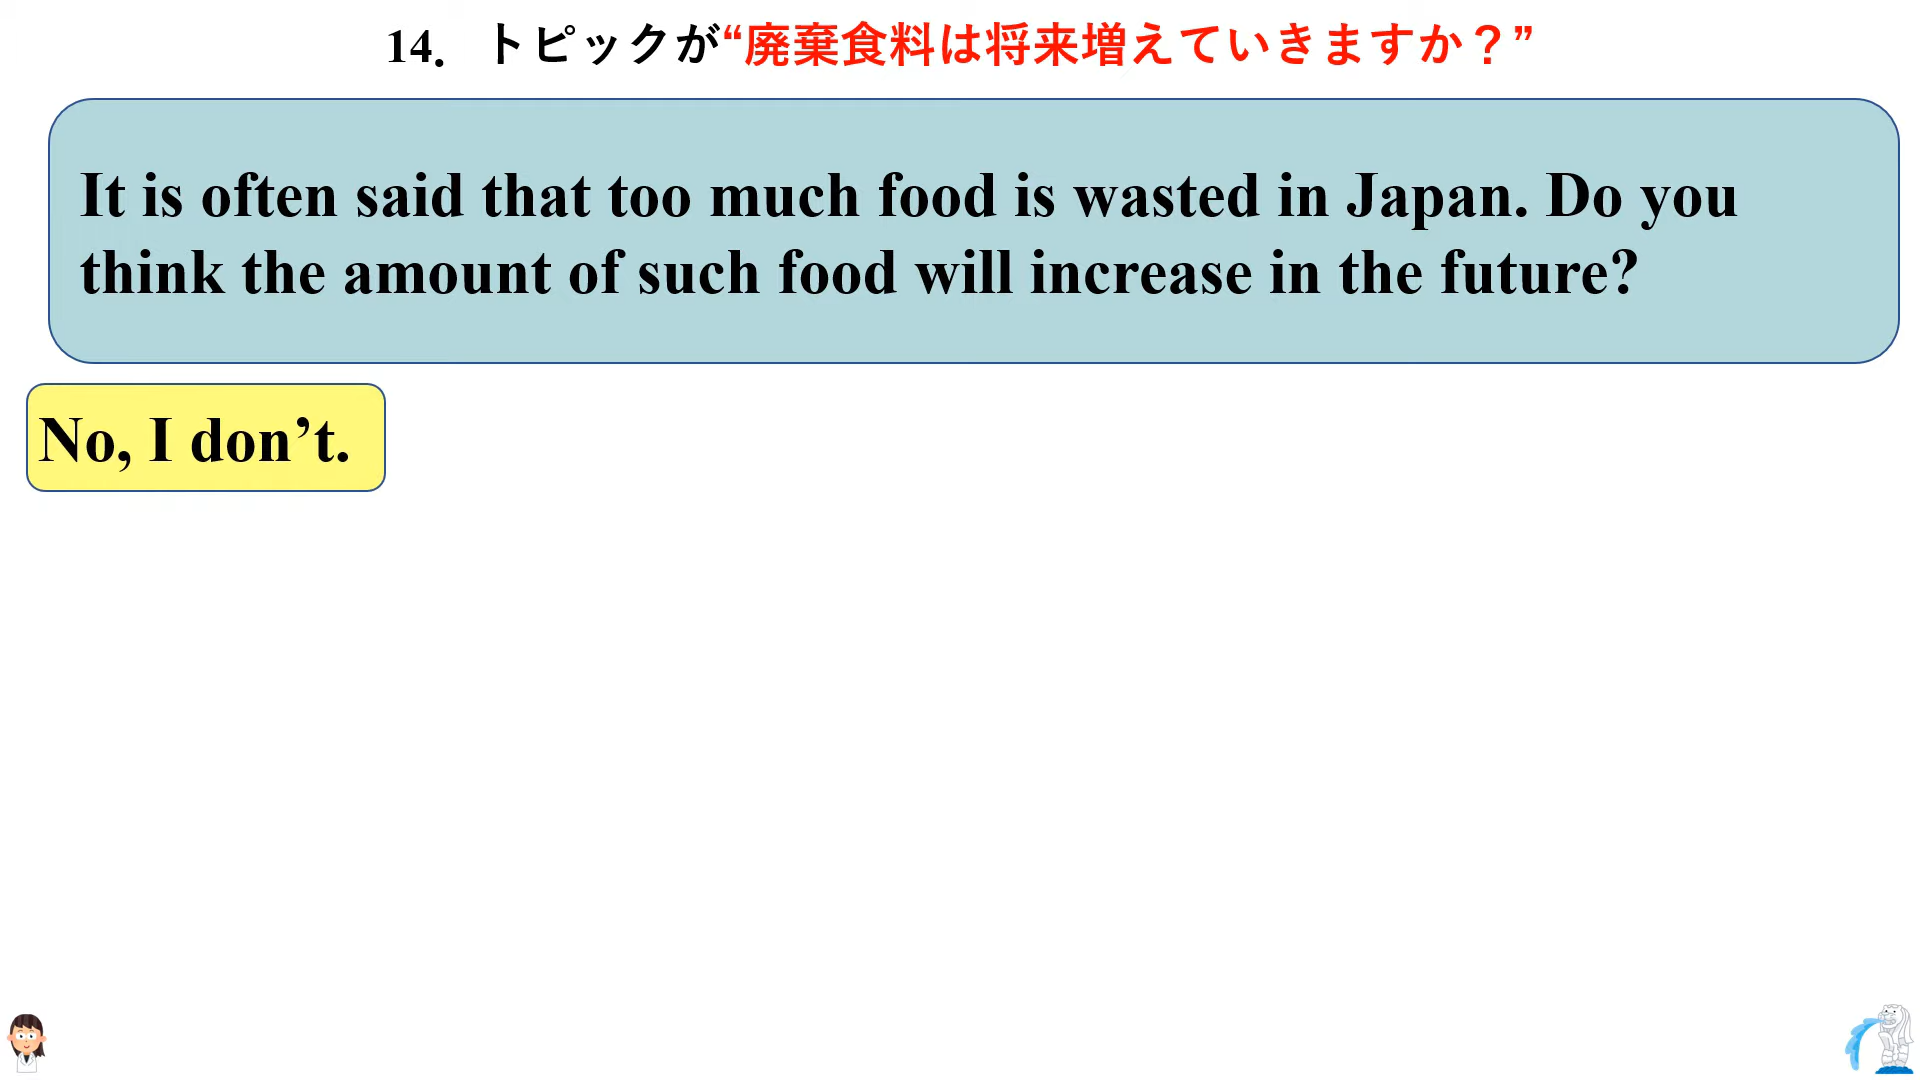 14． トピックが“廃棄食料は将来増えていきますか？”
It is often said that too much food is wasted in Japan. Do you
think the amount of such food will increase in the future?
No, I don’t.